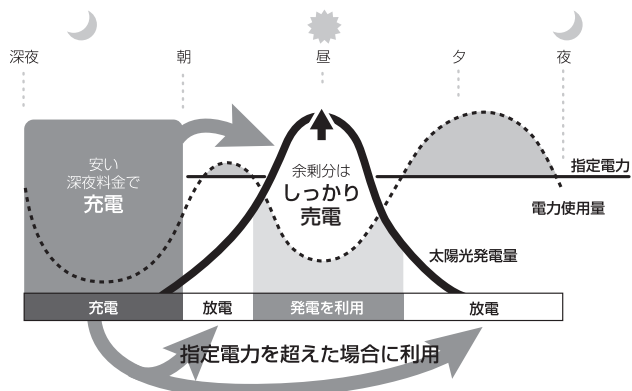 深夜
朝
昼
夕
夜
安い
深夜料金で
充電
余剰分は
しっかり
売電
指定電力
電力使用量
太陽光発電量
充電
放電
発電を利用
放電
指定電力を超えた場合に利用